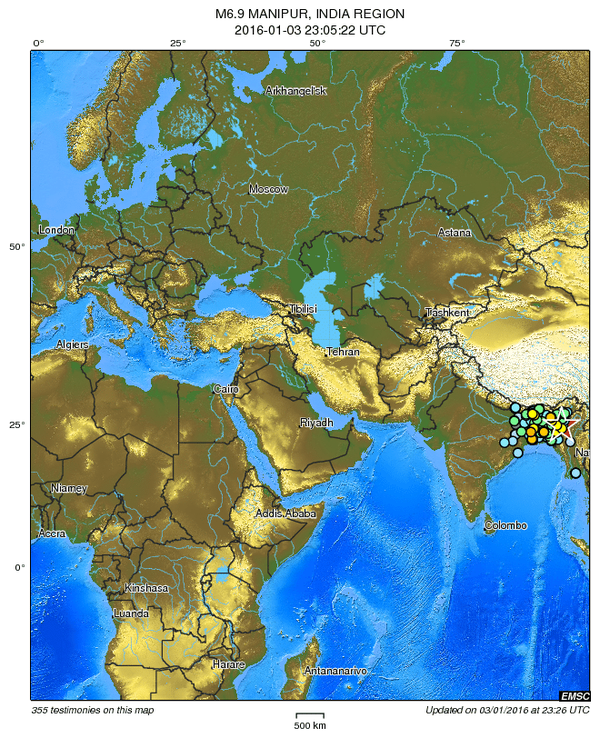 M6.9 MANIPUR, INDIA REGION
2016-01-03 23:05:22 UTC
0° 25° 50° 75°
Arkhangel'sk
Moscow
London
Astana
50°
Tbilisi
Tashkent
Algiers
Tehran
Cairo
Riyadh
25°
Na
Niamey
Addis Ababa
Colombo
Accra
0°
Kinshasa
Luanda
Harare
Antananarivo
EMSC
355 testimonies on this map
Updated on 03/01/2016 at 23:26 UTC
500 km